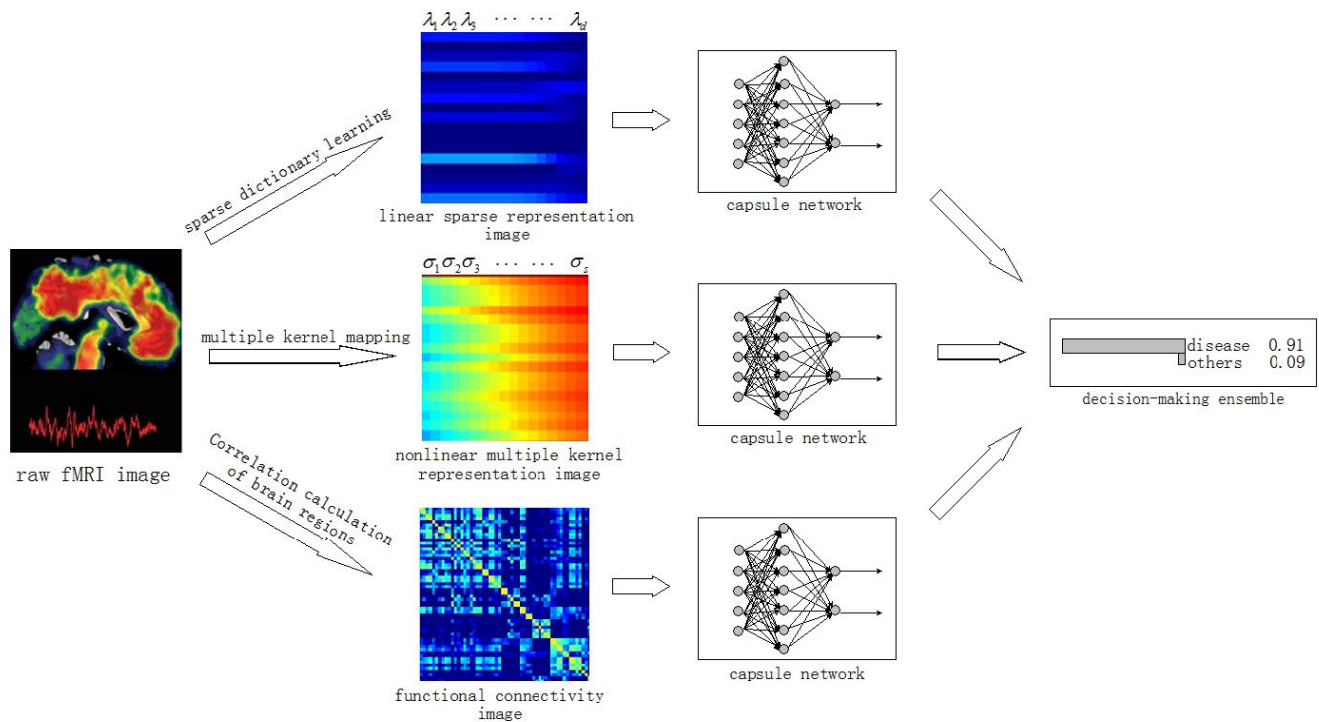 λ1 λ2 λ3 ··· ··· λd
sparse dictionary learning
linear sparse representation
image
capsule network
σ1 σ2 σ3 ··· ··· σs
multiple kernel mapping
nonlinear multiple kernel
representation image
capsule network
disease 0.91
others 0.09
decision-making ensemble
raw fMRI image
Correlation calculation
of brain regions
functional connectivity
image
capsule network